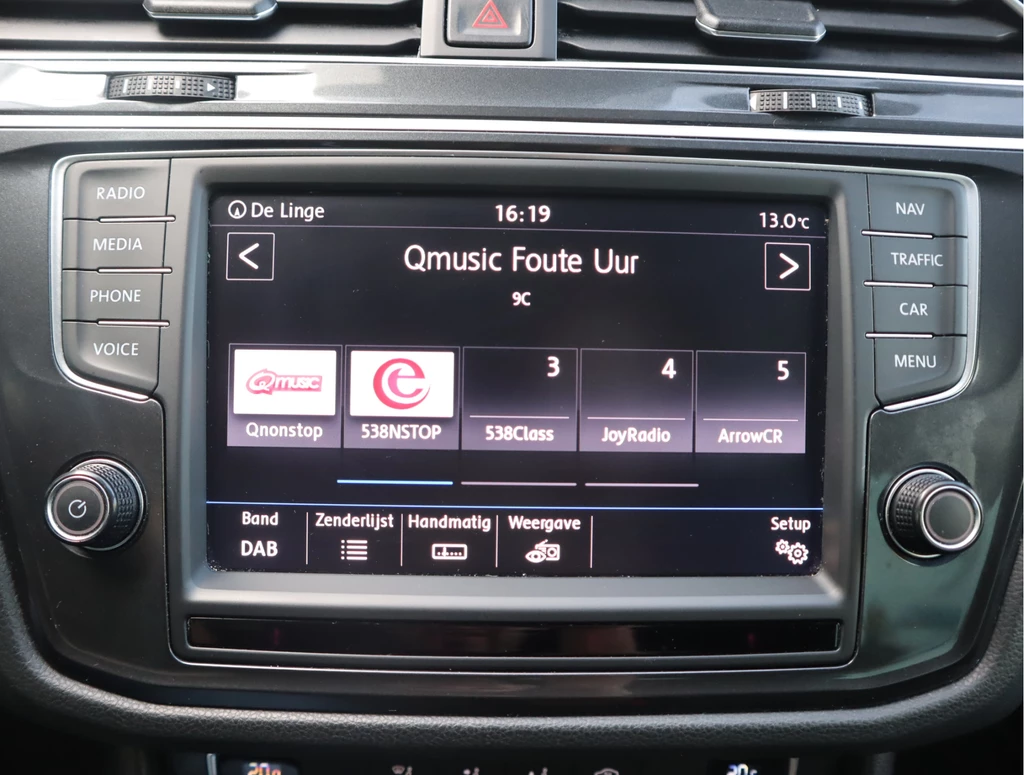 RADIO
MEDIA
PHONE
VOICE
De Linge 16:19 13.0°C
< Qmusic Foute Uur >
9C
Qmusic
3 4 5
Qnonstop 538NSTOP 538Class JoyRadio ArrowCR
Band Zenderlijst Handmatig Weergave Setup
DAB
NAV
TRAFFIC
CAR
MENU